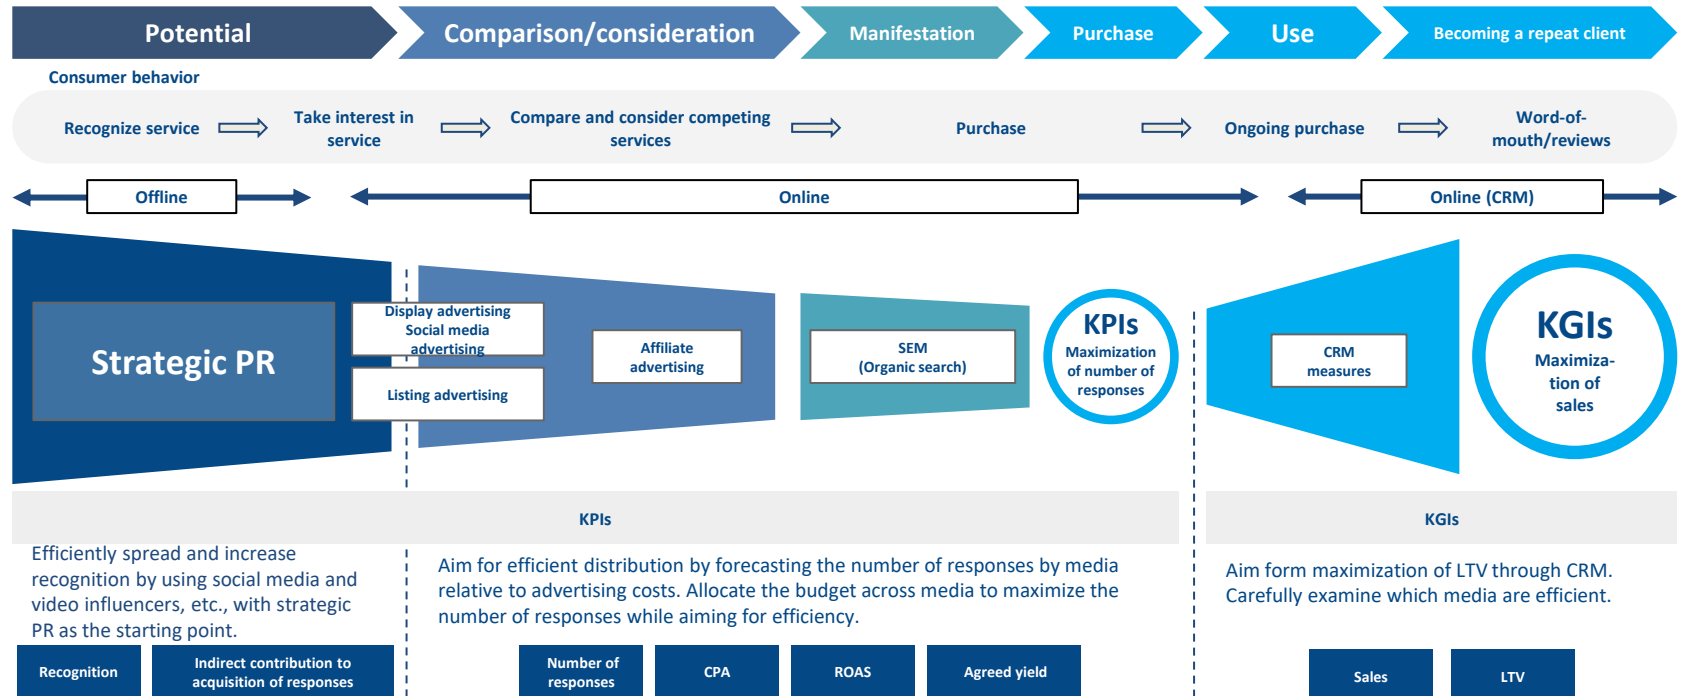 Potential
Comparison/consideration
Manifestation
Purchase
Use
Becoming a repeat client
Consumer behavior
Recognize service
Take interest in
service
Compare and consider competing
services
Purchase
Ongoing purchase
Word-of-
mouth/reviews
Offline
Online
Online (CRM)
Strategic PR
Display advertising
Social media
advertising
Listing advertising
Affiliate
advertising
SEM
(Organic search)
KPIs
Maximization
of number of
responses
CRM
measures
KGIs
Maximiza-
tion of
sales
KPIs
KGIs
Efficiently spread and increase
recognition by using social media and
video influencers, etc., with strategic
PR as the starting point.
Aim for efficient distribution by forecasting the number of responses by media
relative to advertising costs. Allocate the budget across media to maximize the
number of responses while aiming for efficiency.
Aim form maximization of LTV through CRM.
Carefully examine which media are efficient.
Recognition
Indirect contribution to
acquisition of responses
Number of
responses
CPA
ROAS
Agreed yield
Sales
LTV